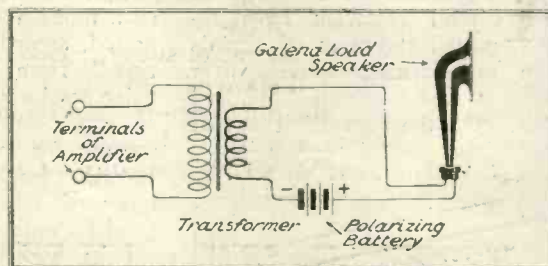 Galena Loud
Speaker
Terminals
of
Amplifier
- +
Transformer
Polarizing
Battery